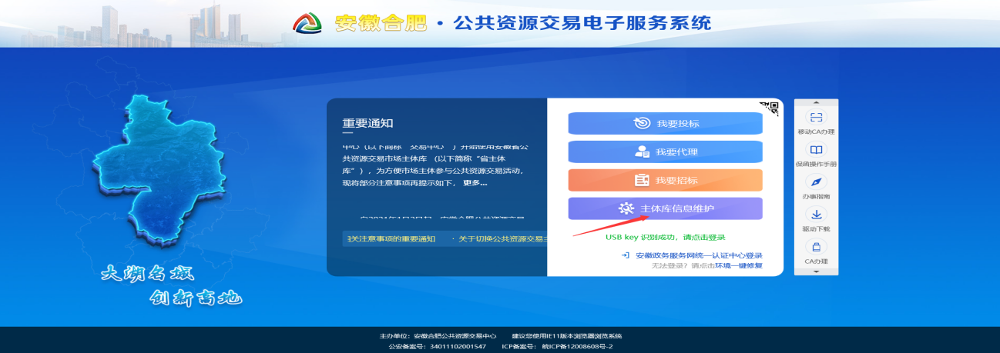 安徽合肥·公共资源交易电子服务系统
重要通知
中心（以下简称"交易中心"）开始使用安徽省公
共资源交易市场主体库（以下简称“省主体
库”），为方便市场主体参与公共资源交易活动，
现将部分注意事项再提示如下， 更多...
关注意事项的重要通知 · 关于切换公共资源交易主
我要投标
我要代理
我要招标
主体库信息维护
USB key 识别成功，请点击登录
安徽政务服务网统一认证中心登录
无法登录？请点击环境一键修复
移动CA办理
保函操作手册
办事指南
驱动下载
CA办理
大湖名城
创新高地
主办单位：安徽合肥公共资源交易中心 建议您使用IE11版本浏览器浏览系统
公安备案号：34011102001547 ICP备案号：皖ICP备12008608号-2